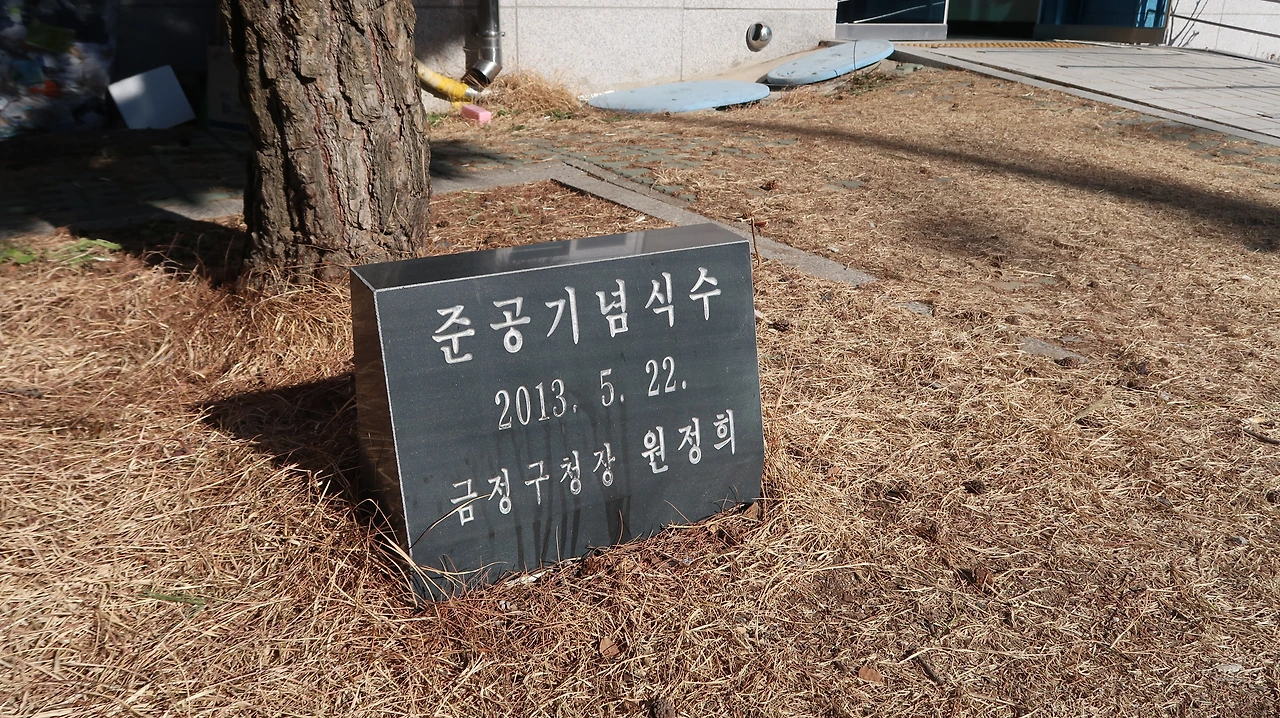 준공기념식수
2013. 5. 22.
금정구청장 원정희